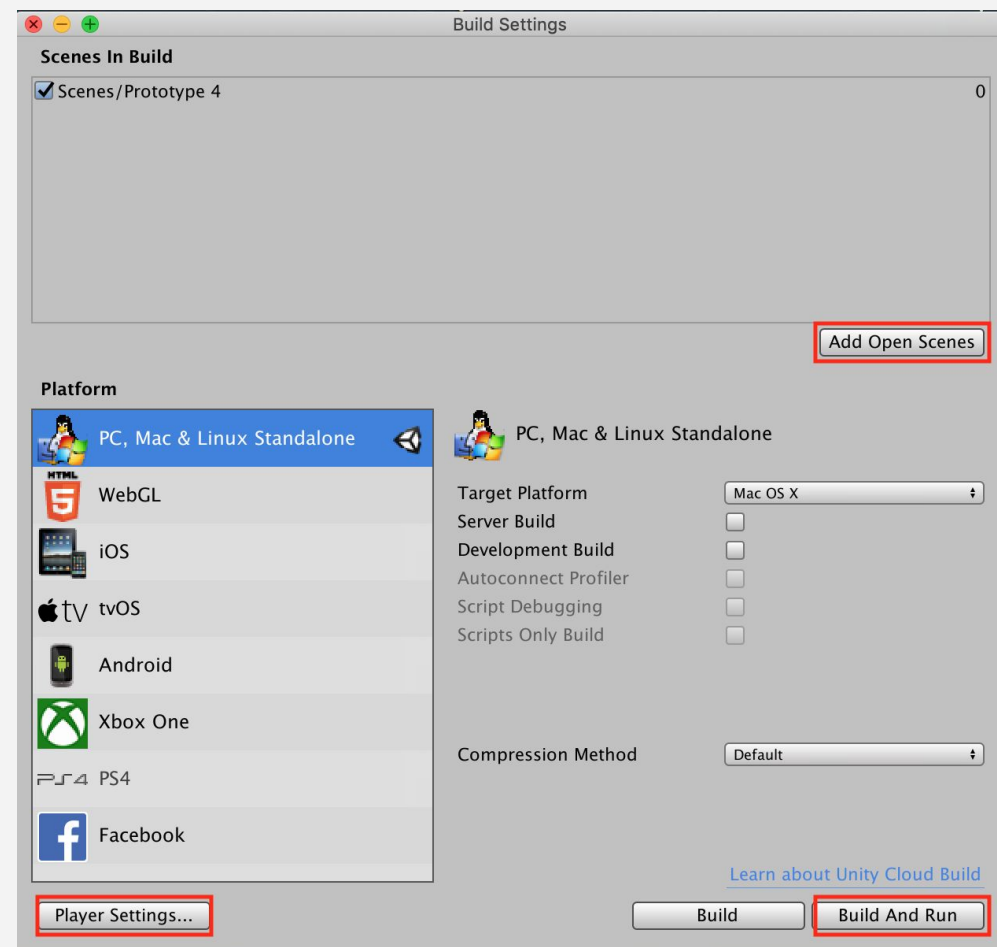 Build Settings
Scenes In Build
Scenes/Prototype 4 0
Add Open Scenes
Platform
PC, Mac & Linux Standalone
HTML
5
WebGL
iOS
tv tvOS
Android
Xbox One
PS4 PS4
f Facebook
PC, Mac & Linux Standalone
Target Platform Mac OS X
Server Build
Development Build
Autoconnect Profiler
Script Debugging
Scripts Only Build
Compression Method Default
Learn about Unity Cloud Build
Player Settings... Build Build And Run